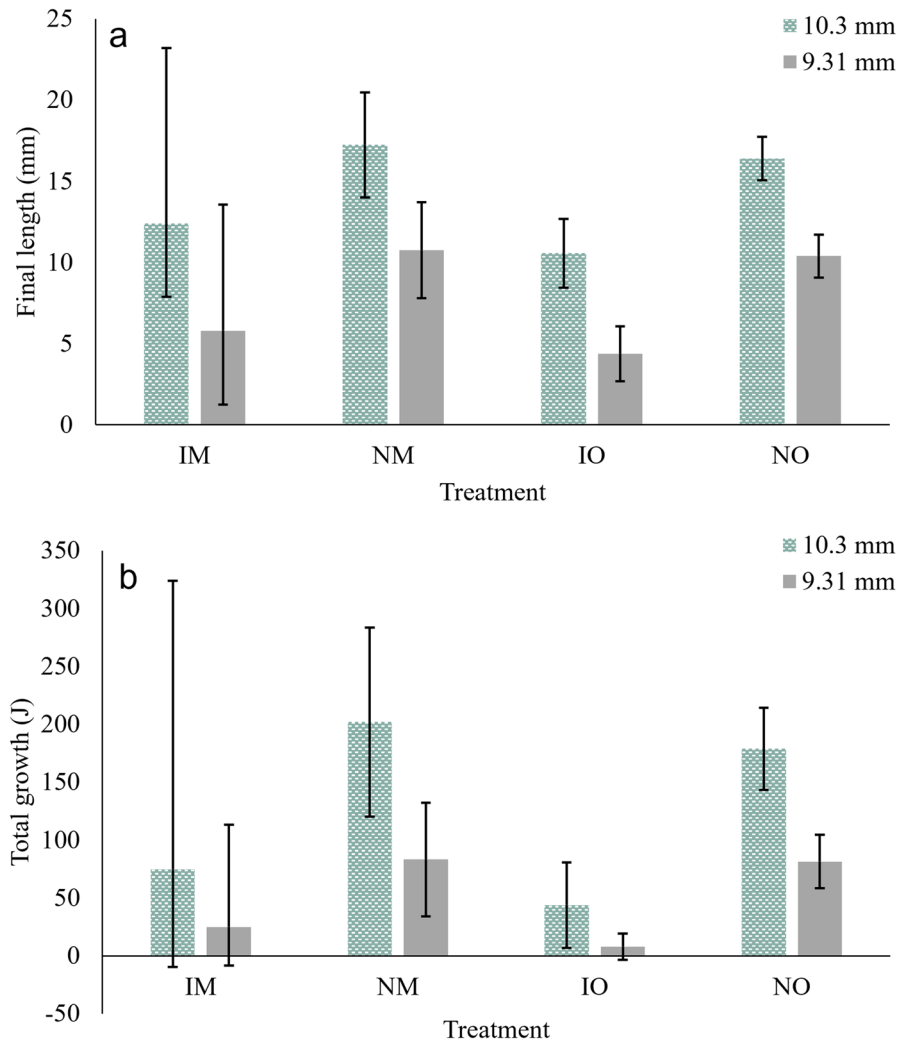 a
10.3 mm
9.31 mm
25
20
15
10
5
0
Final length (mm)
IM NM IO NO
Treatment
b
10.3 mm
9.31 mm
350
300
250
200
150
100
50
0
-50
Total growth (J)
IM NM IO NO
Treatment